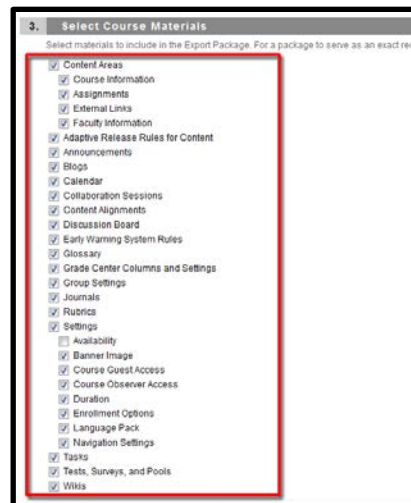 3. Select Course Materials
Select materials to include in the Export Package. For a package to serve as an exact
Content Areas
Course Information
Assignments
External Links
Faculty Information
Adaptive Release Rules for Content
Announcements
Blogs
Calendar
Collaboration Sessions
Content Alignments
Discussion Board
Early Warning System Rules
Glossary
Grade Center Columns and Settings
Group Settings
Journals
Rubrics
Settings
Availability
Banner Image
Course Guest Access
Course Observer Access
Duration
Enrollment Options
Language Pack
Navigation Settings
Tasks
Tests, Surveys, and Pools
Wikis